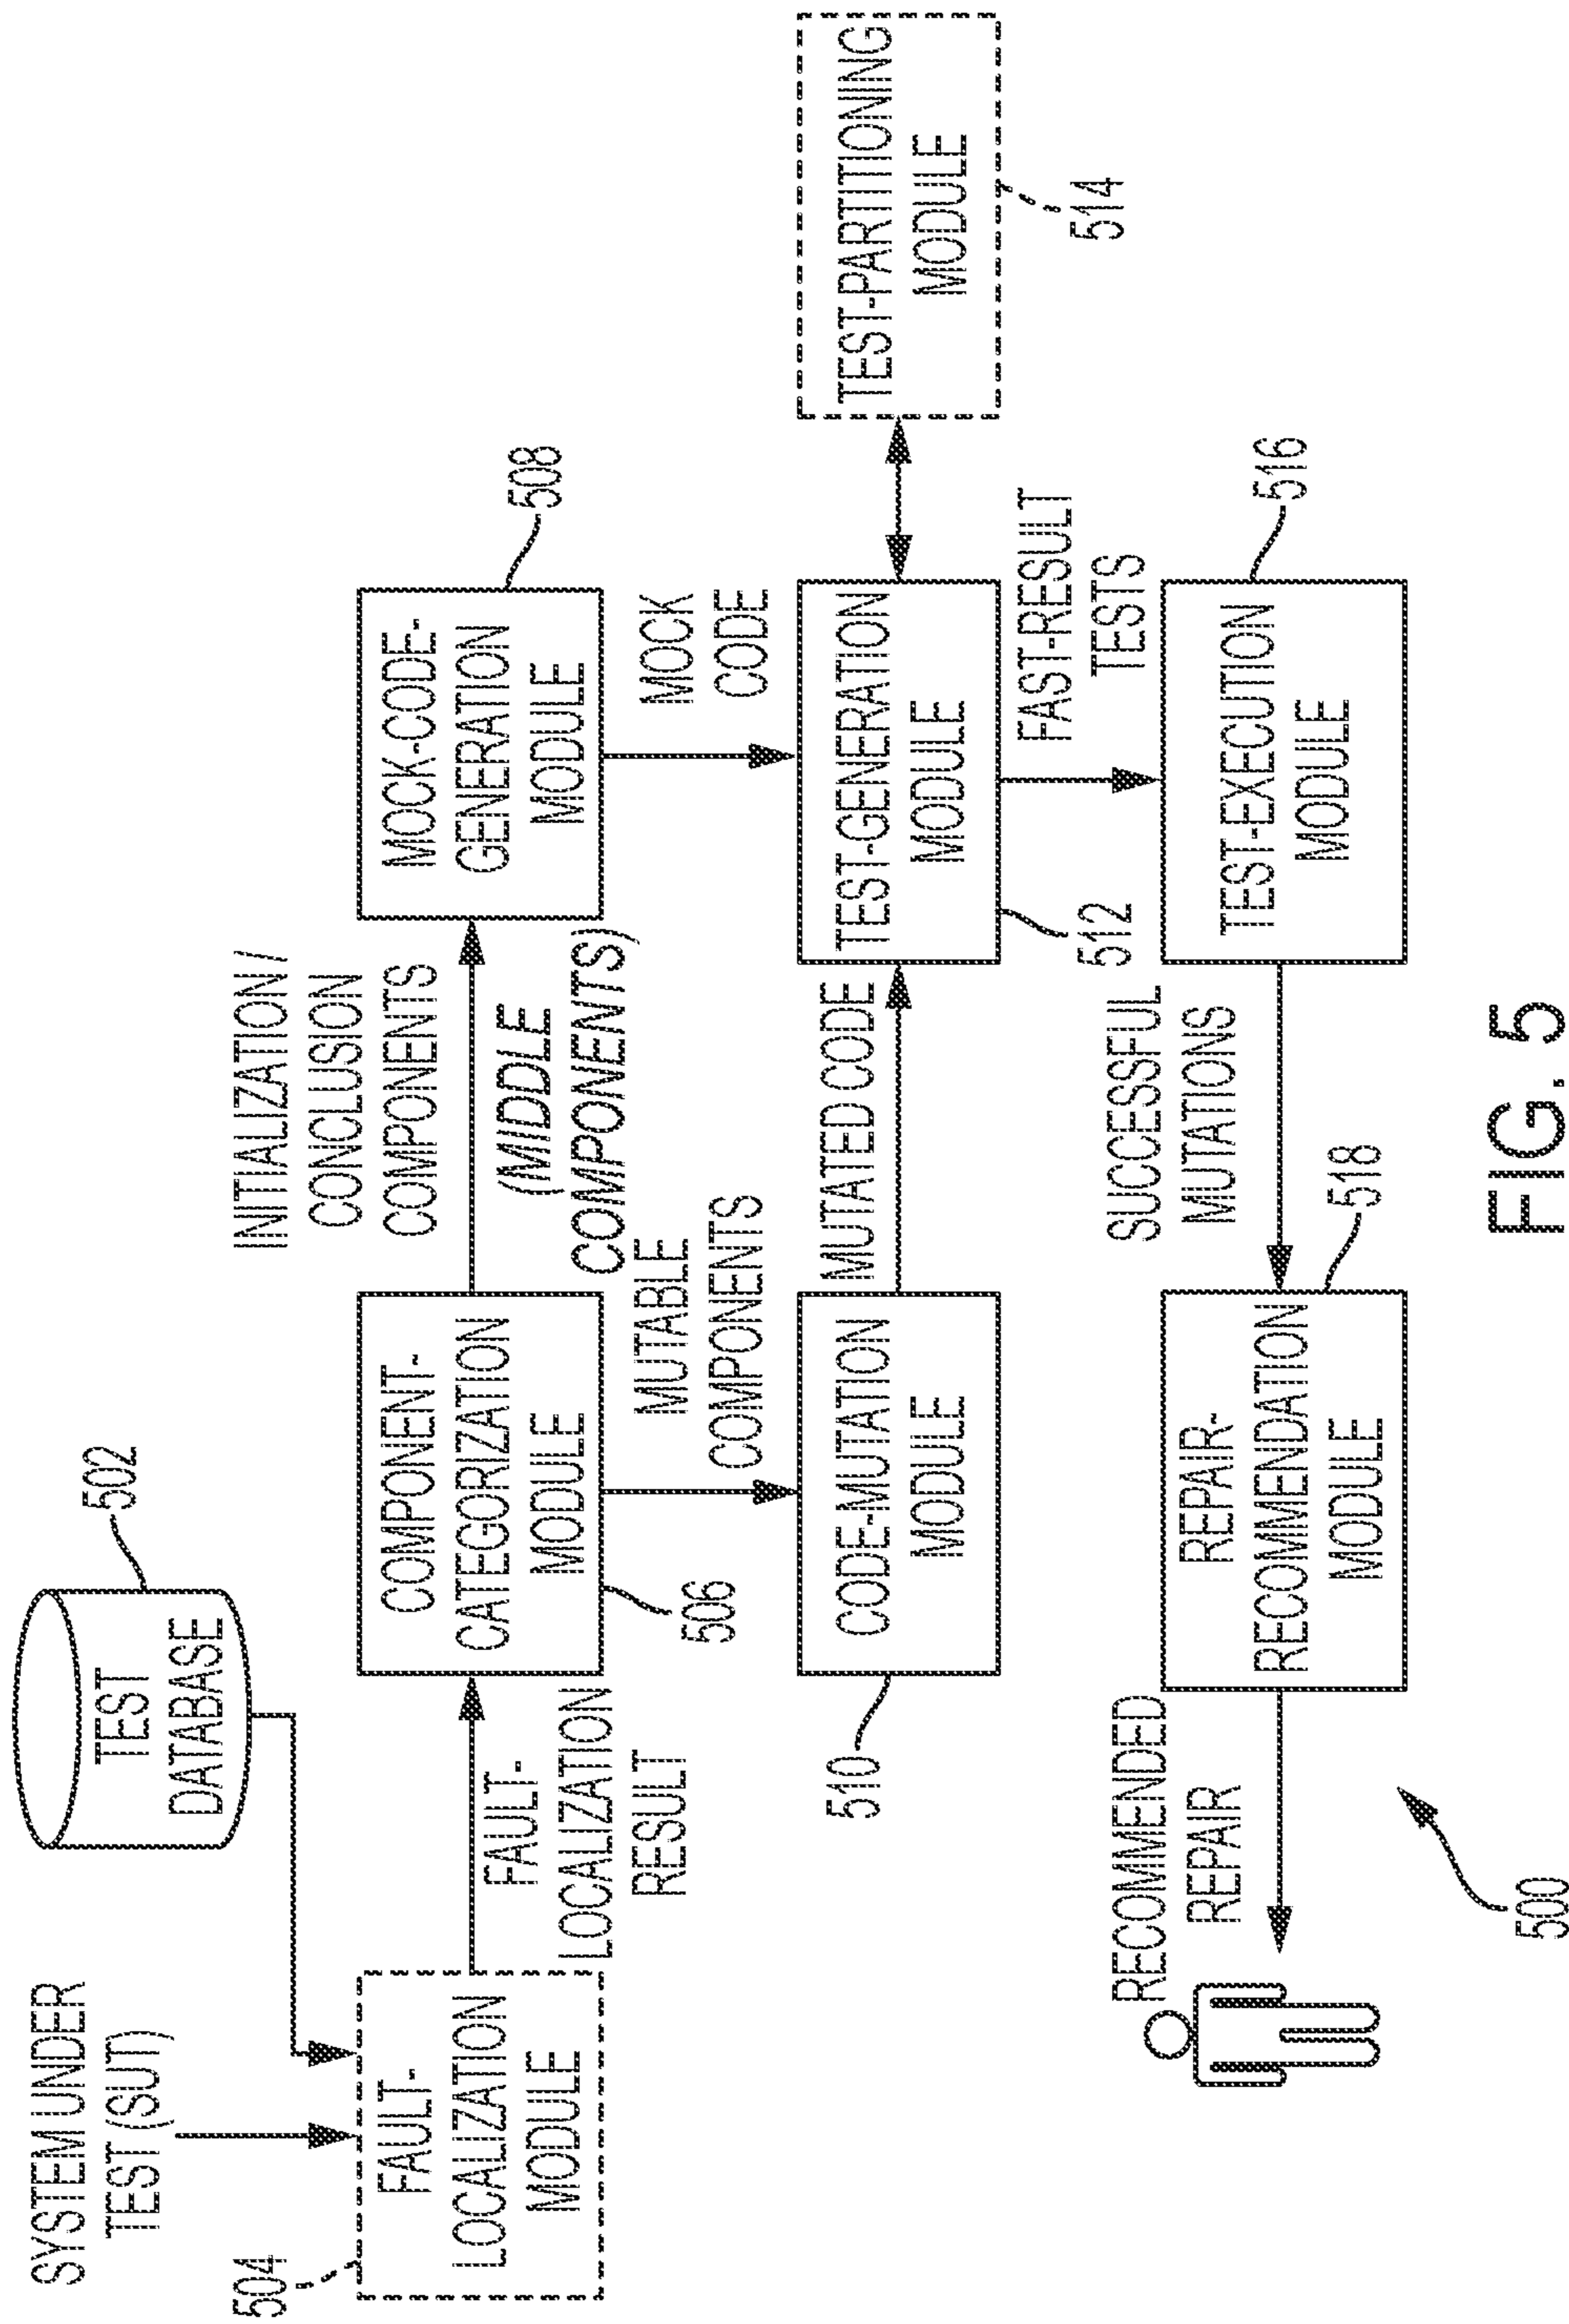 SYSTEM UNDER
TEST (SUT)
TEST
DATABASE
502
504
FAULT-
LOCALIZATION
MODULE
FAULT-
LOCALIZATION
RESULT
COMPONENT-
CATEGORIZATION
MODULE
506
INITIALIZATION /
CONCLUSION
COMPONENTS
(MIDDLE
COMPONENTS)
MOCK-CODE-
GENERATION
MODULE
508
MUTABLE
COMPONENTS
MOCK
CODE
510
CODE-MUTATION
MODULE
MUTATED CODE
TEST-GENERATION
MODULE
512
TEST-PARTITIONING
MODULE
514
FAST-RESULT
TESTS
RECOMMENDED
REPAIR
REPAIR-
RECOMMENDATION
MODULE
518
SUCCESSFUL
MUTATIONS
TEST-EXECUTION
MODULE
516
500
FIG. 5